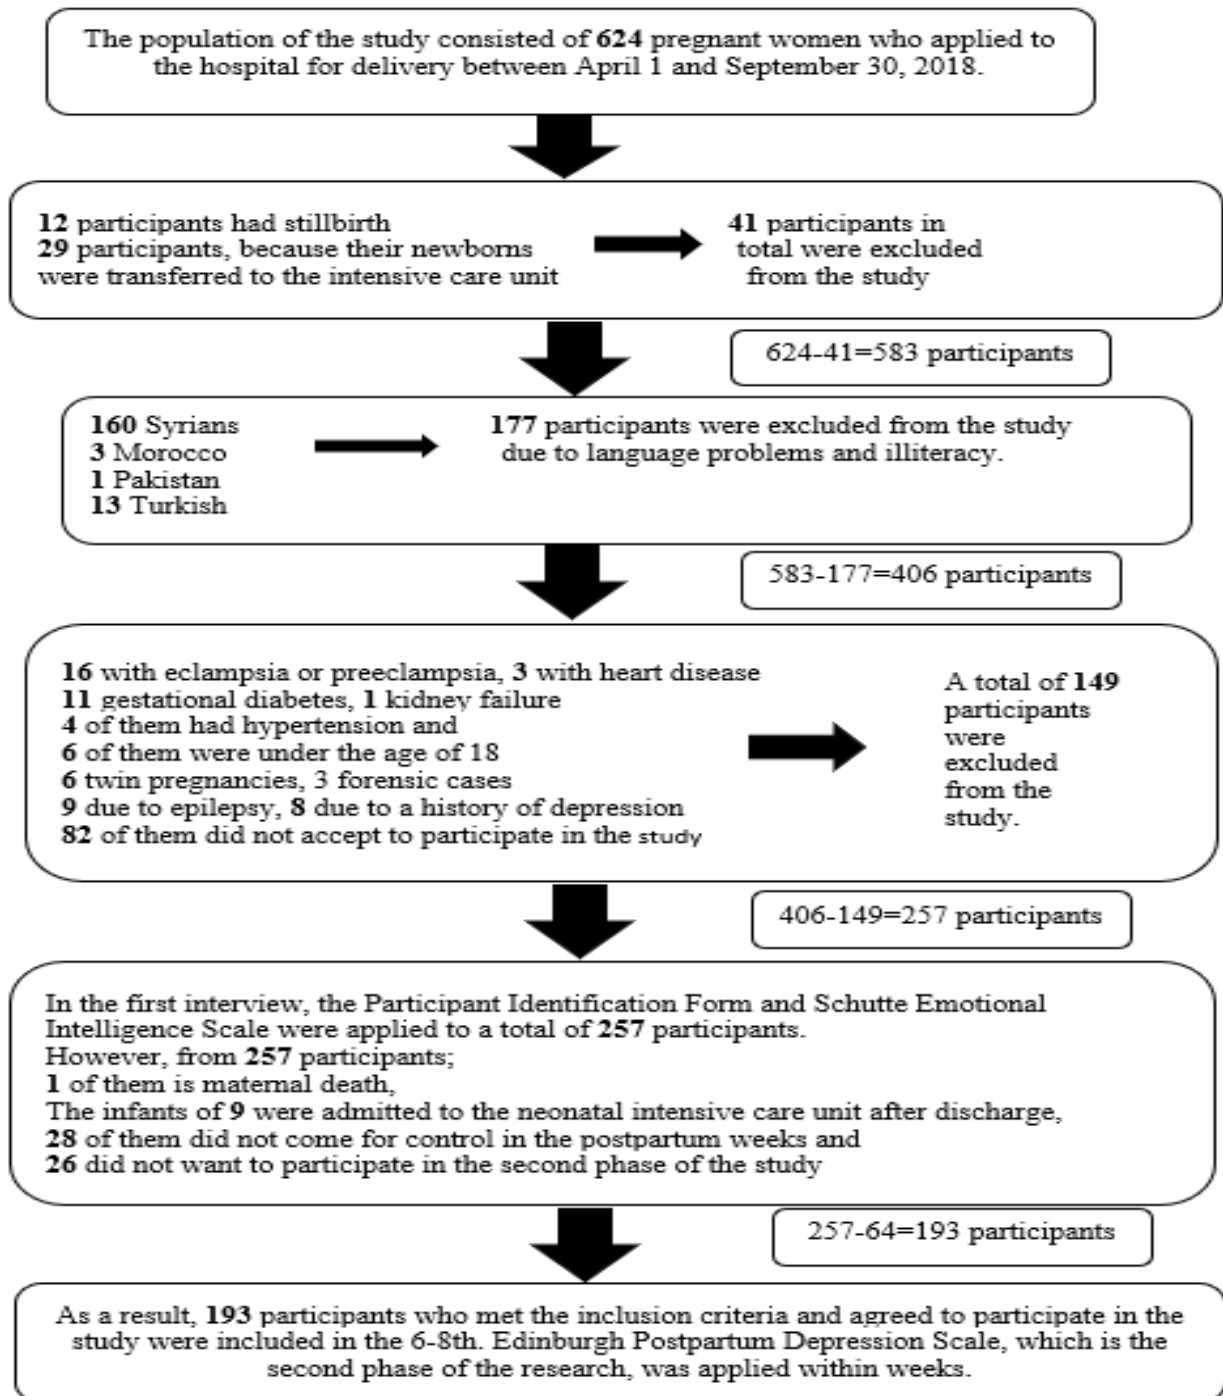 The population of the study consisted of 624 pregnant women who applied to
the hospital for delivery between April 1 and September 30, 2018.
12 participants had stillbirth
29 participants, because their newborns
were transferred to the intensive care unit
41 participants in
total were excluded
from the study
624-41=583 participants
160 Syrians
3 Morocco
1 Pakistan
13 Turkish
177 participants were excluded from the study
due to language problems and illiteracy.
583-177=406 participants
16 with eclampsia or preeclampsia, 3 with heart disease
11 gestational diabetes, 1 kidney failure
4 of them had hypertension and
6 of them were under the age of 18
6 twin pregnancies, 3 forensic cases
9 due to epilepsy, 8 due to a history of depression
82 of them did not accept to participate in the study
A total of 149
participants
were
excluded
from the
study.
406-149=257 participants
In the first interview, the Participant Identification Form and Schutte Emotional
Intelligence Scale were applied to a total of 257 participants.
However, from 257 participants;
1 of them is maternal death,
The infants of 9 were admitted to the neonatal intensive care unit after discharge,
28 of them did not come for control in the postpartum weeks and
26 did not want to participate in the second phase of the study
257-64=193 participants
As a result, 193 participants who met the inclusion criteria and agreed to participate in the
study were included in the 6-8th. Edinburgh Postpartum Depression Scale, which is the
second phase of the research, was applied within weeks.